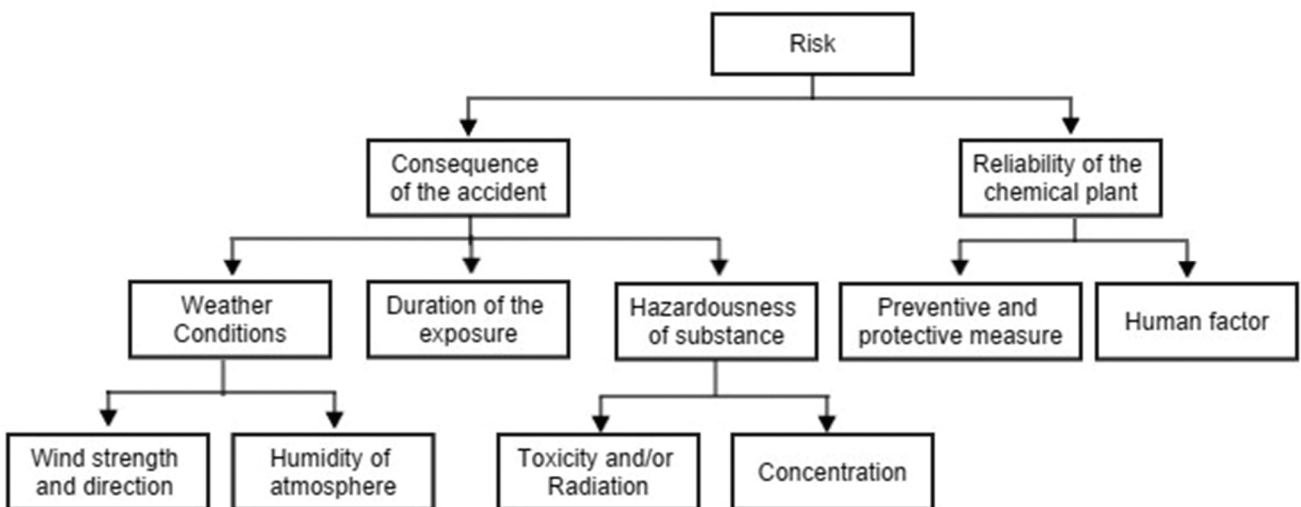 Risk
Consequence
of the accident
Reliability of the
chemical plant
Weather
Conditions
Duration of the
exposure
Hazardousness
of substance
Preventive and
protective measure
Human factor
Wind strength
and direction
Humidity of
atmosphere
Toxicity and/or
Radiation
Concentration